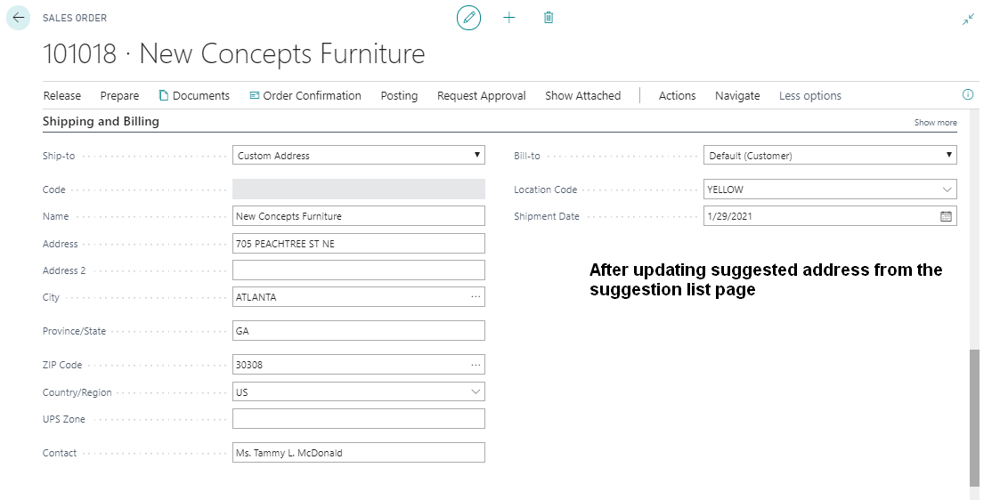 SALES ORDER
101018 · New Concepts Furniture
Release Prepare Documents Order Confirmation Posting Request Approval Show Attached Actions Navigate Less options
Shipping and Billing Show more
Ship-to Custom Address Bill-to Default (Customer)
Code Location Code YELLOW
Name New Concepts Furniture Shipment Date 1/29/2021
Address 705 PEACHTREE ST NE
Address 2
After updating suggested address from the
suggestion list page
City ATLANTA
Province/State GA
ZIP Code 30308
Country/Region US
UPS Zone
Contact Ms. Tammy L. McDonald